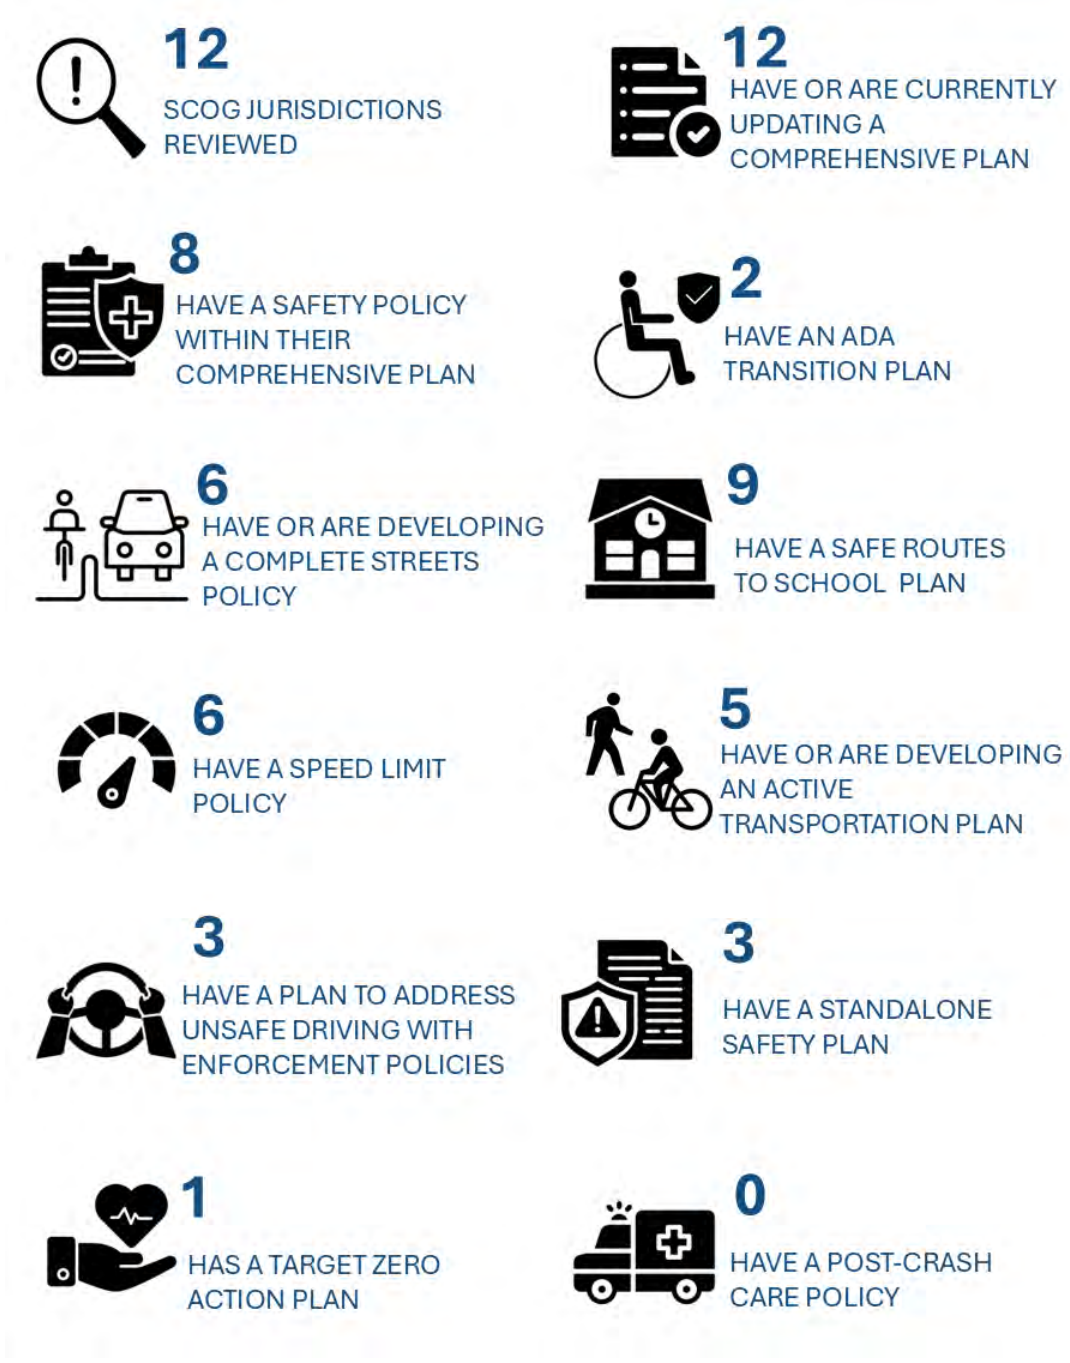 12
SCOG JURISDICTIONS
REVIEWED
12
HAVE OR ARE CURRENTLY
UPDATING A
COMPREHENSIVE PLAN
8
HAVE A SAFETY POLICY
WITHIN THEIR
COMPREHENSIVE PLAN
2
HAVE AN ADA
TRANSITION PLAN
6
HAVE OR ARE DEVELOPING
A COMPLETE STREETS
POLICY
9
HAVE A SAFE ROUTES
TO SCHOOL PLAN
6
HAVE A SPEED LIMIT
POLICY
5
HAVE OR ARE DEVELOPING
AN ACTIVE
TRANSPORTATION PLAN
3
HAVE A PLAN TO ADDRESS
UNSAFE DRIVING WITH
ENFORCEMENT POLICIES
3
HAVE A STANDALONE
SAFETY PLAN
1
HAS A TARGET ZERO
ACTION PLAN
0
HAVE A POST-CRASH
CARE POLICY